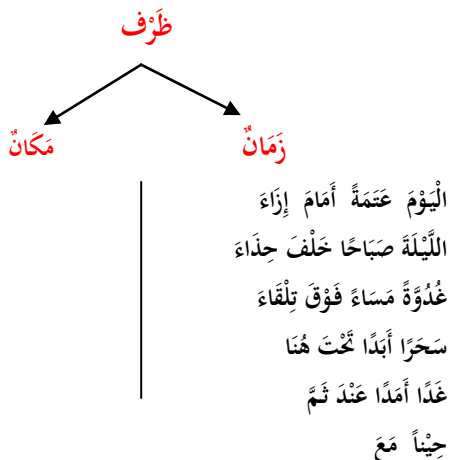 ظَرْف
زَمَانٌ مَكَانٌ
الْيَوْمَ عَتَمَةً أَمَامَ إِزَاءَ
اللَّيْلَةَ صَبَاحًا خَلْفَ حِذَاءَ
غُدُوَّةً مَسَاءً فَوْقَ تِلْقَاءَ
سَحَرًا أَبَدًا تَحْتَ هُنَا
غَدًا أَمَدًا عَنْدَ ثَمَّ
حِيْناً مَعَ